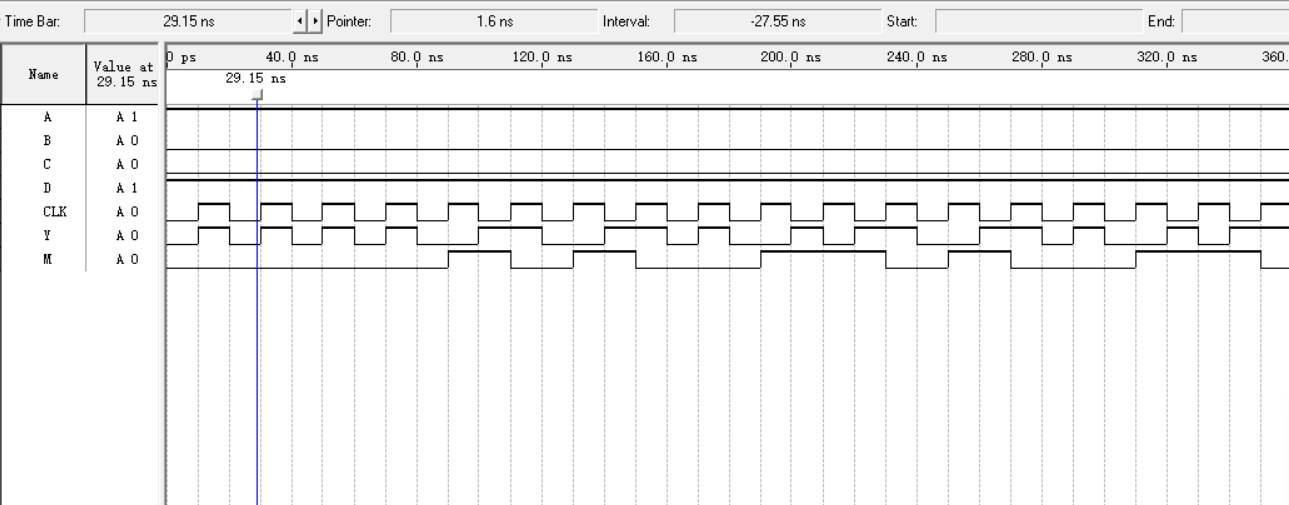 Time Bar: 29.15 ns Pointer: 1.6 ns Interval: -27.55 ns Start: End:
Name Value at 29.15 ns
0 ps 40.0 ns 80.0 ns 120.0 ns 160.0 ns 200.0 ns 240.0 ns 280.0 ns 320.0 ns 360.
29.15 ns
A A 1
B A 0
C A 0
D A 1
CLK A 0
Y A 0
M A 0